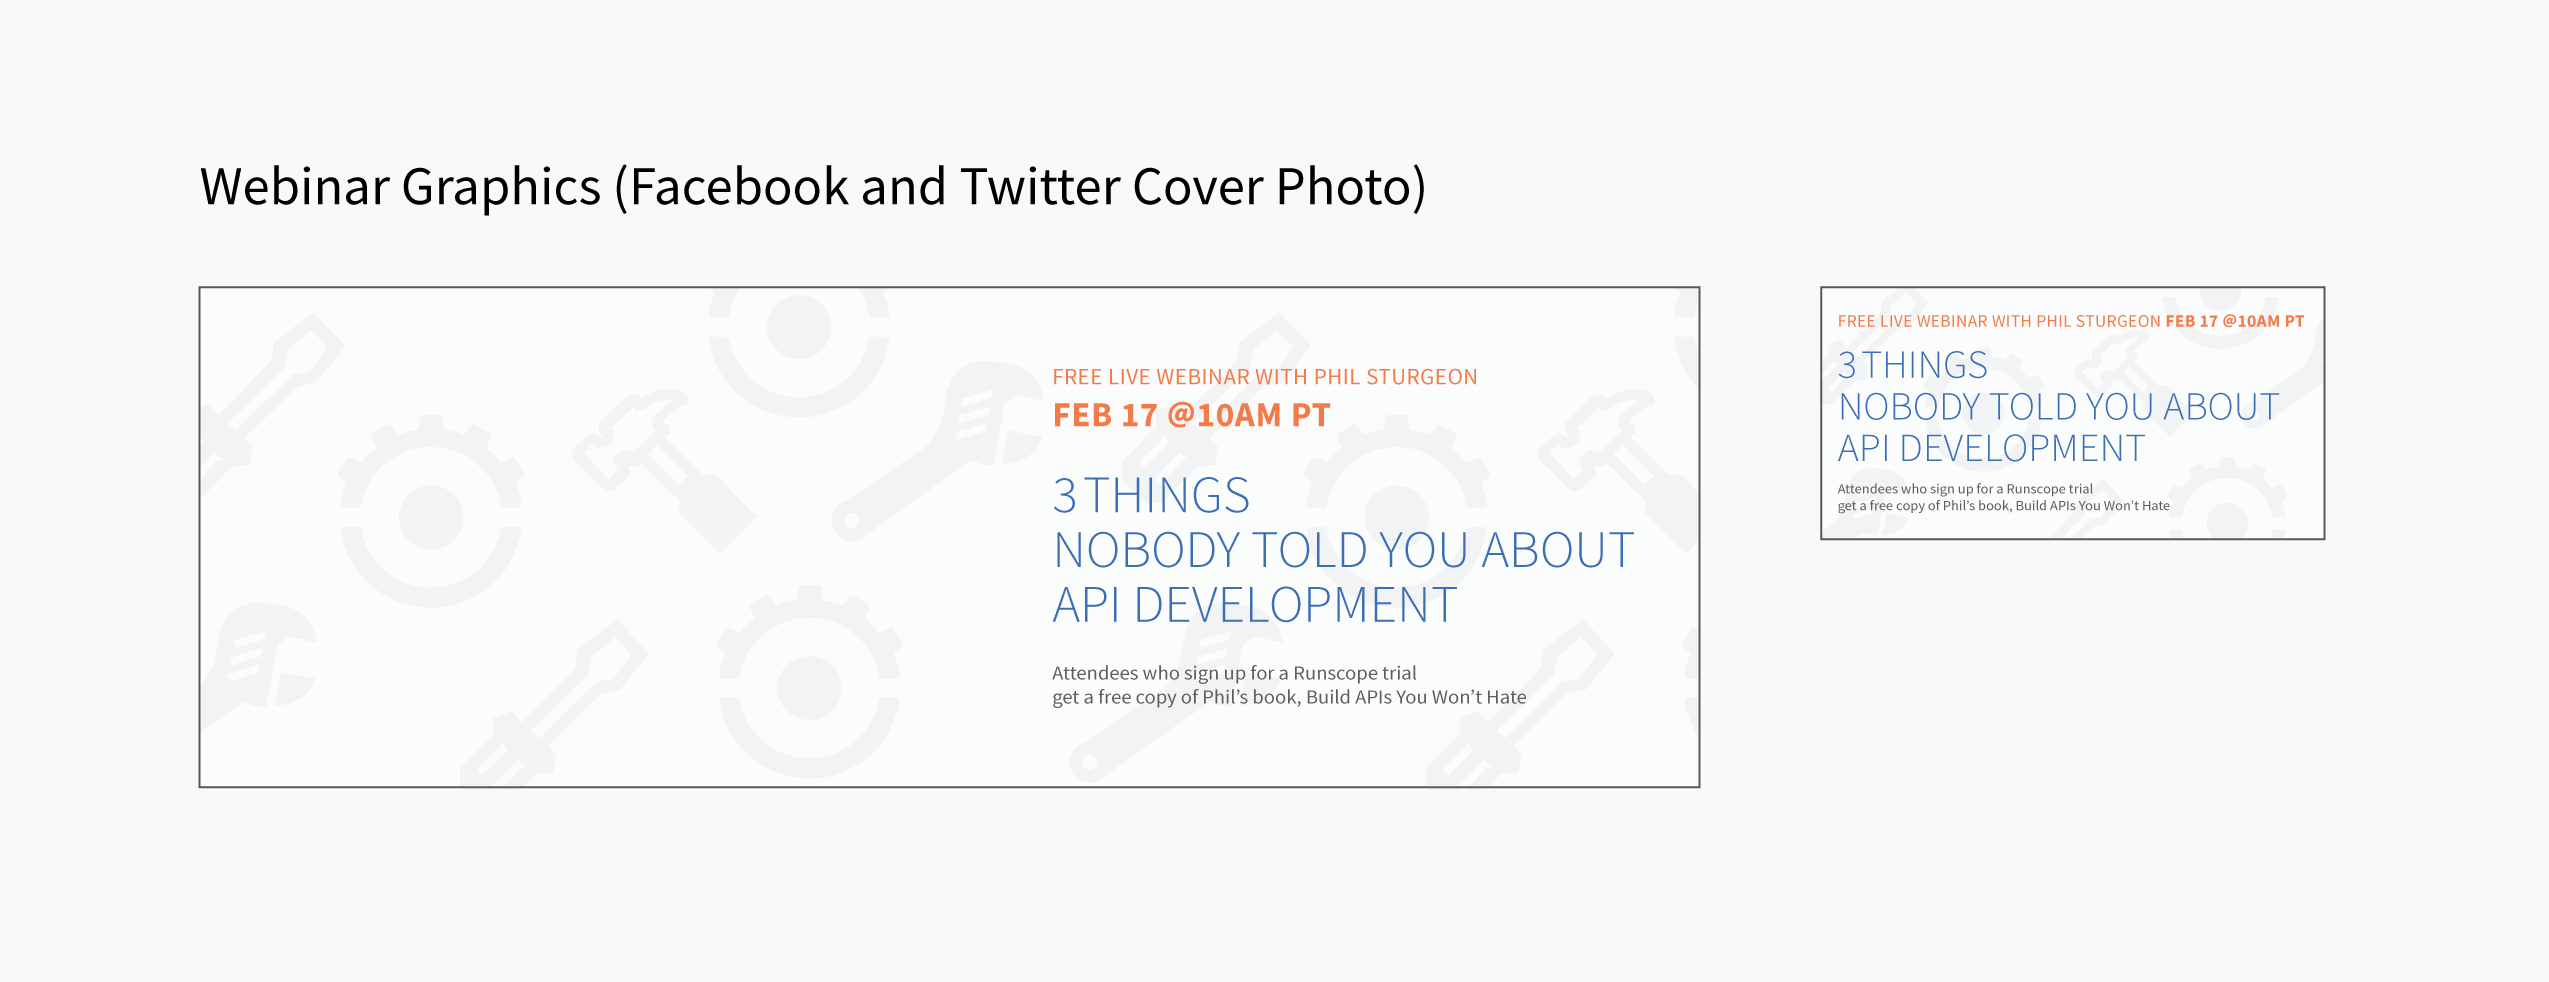 Webinar Graphics (Facebook and Twitter Cover Photo)
FREE LIVE WEBINAR WITH PHIL STURGEON
FEB 17 @10AM PT
3 THINGS
NOBODY TOLD YOU ABOUT
API DEVELOPMENT
Attendees who sign up for a Runscope trial
get a free copy of Phil’s book, Build APIs You Won’t Hate
FREE LIVE WEBINAR WITH PHIL STURGEON FEB 17 @10AM PT
3 THINGS
NOBODY TOLD YOU ABOUT
API DEVELOPMENT
Attendees who sign up for a Runscope trial
get a free copy of Phil’s book, Build APIs You Won’t Hate